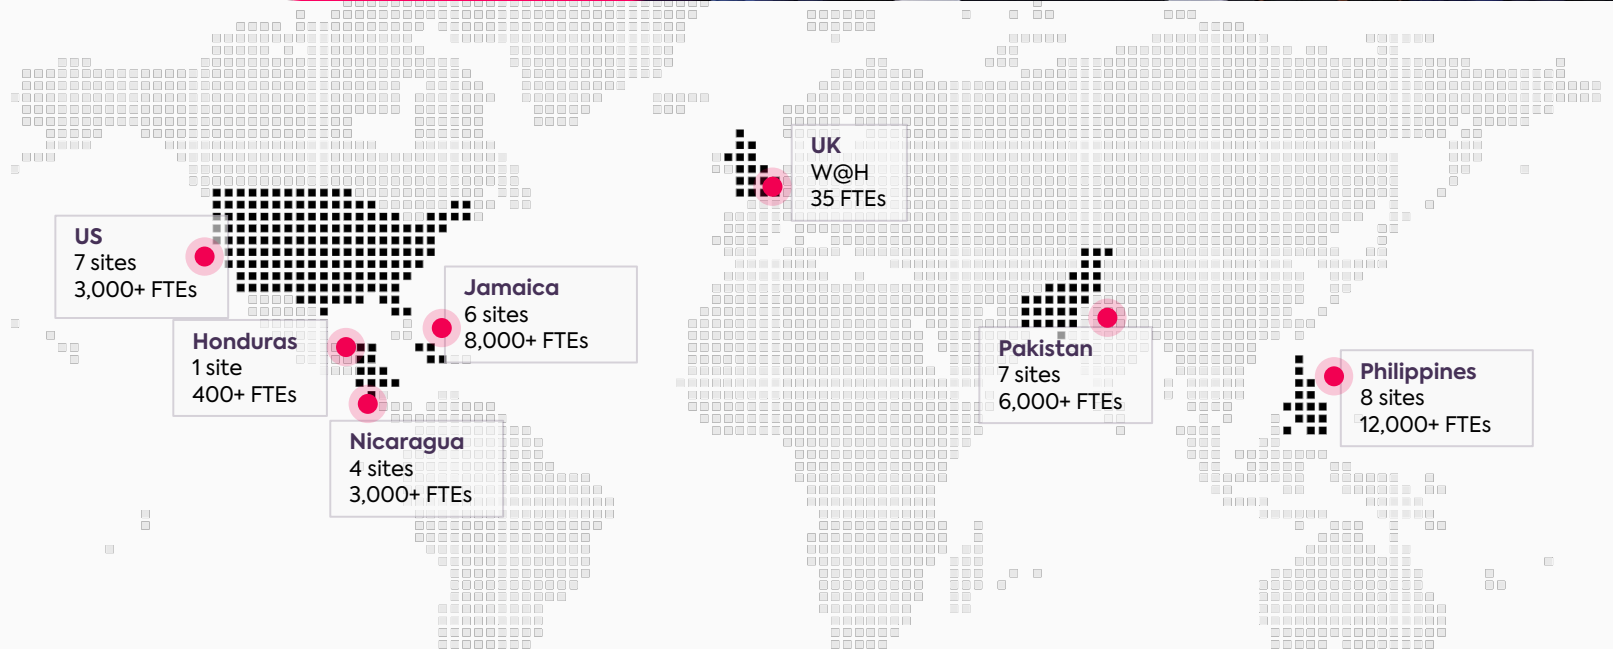 UK
W@H
35 FTEs
US
7 sites
3,000+ FTEs
Jamaica
6 sites
8,000+ FTEs
Honduras
1 site
400+ FTEs
Pakistan
7 sites
6,000+ FTEs
Philippines
8 sites
12,000+ FTEs
Nicaragua
4 sites
3,000+ FTEs